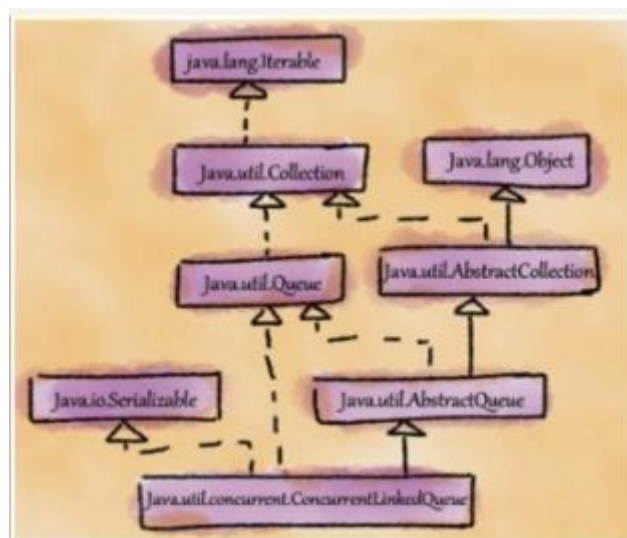 java.lang.Iterable
Java.util.Collection
Java.lang.Object
Java.util.Queue
Java.util.AbstractCollection
Java.io.Serializable
Java.util.AbstractQueue
Java.util.concurrent.ConcurrentLinkedQueue